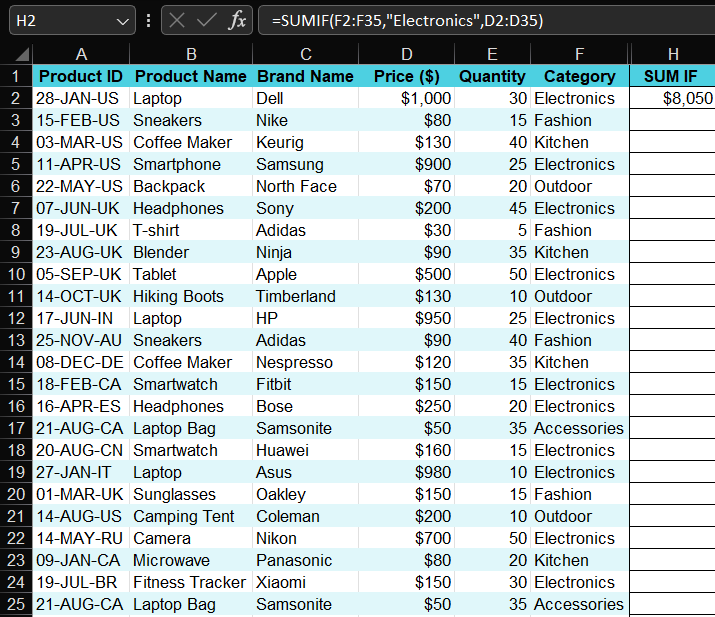 H2 fx =SUMIF(F2:F35,"Electronics",D2:D35)
A B C D E F H
1 Product ID Product Name Brand Name Price ($) Quantity Category SUM IF
2 28-JAN-US Laptop Dell $1,000 30 Electronics $8,050
3 15-FEB-US Sneakers Nike $80 15 Fashion
4 03-MAR-US Coffee Maker Keurig $130 40 Kitchen
5 11-APR-US Smartphone Samsung $900 25 Electronics
6 22-MAY-US Backpack North Face $70 20 Outdoor
7 07-JUN-UK Headphones Sony $200 45 Electronics
8 19-JUL-UK T-shirt Adidas $30 5 Fashion
9 23-AUG-UK Blender Ninja $90 35 Kitchen
10 05-SEP-UK Tablet Apple $500 50 Electronics
11 14-OCT-UK Hiking Boots Timberland $130 10 Outdoor
12 17-JUN-IN Laptop HP $950 25 Electronics
13 25-NOV-AU Sneakers Adidas $90 40 Fashion
14 08-DEC-DE Coffee Maker Nespresso $120 35 Kitchen
15 18-FEB-CA Smartwatch Fitbit $150 15 Electronics
16 16-APR-ES Headphones Bose $250 20 Electronics
17 21-AUG-CA Laptop Bag Samsonite $50 35 Accessories
18 20-AUG-CN Smartwatch Huawei $160 15 Electronics
19 27-JAN-IT Laptop Asus $980 10 Electronics
20 01-MAR-UK Sunglasses Oakley $150 15 Fashion
21 14-AUG-US Camping Tent Coleman $200 10 Outdoor
22 14-MAY-RU Camera Nikon $700 50 Electronics
23 09-JAN-CA Microwave Panasonic $80 20 Kitchen
24 19-JUL-BR Fitness Tracker Xiaomi $150 30 Electronics
25 21-AUG-CA Laptop Bag Samsonite $50 35 Accessories